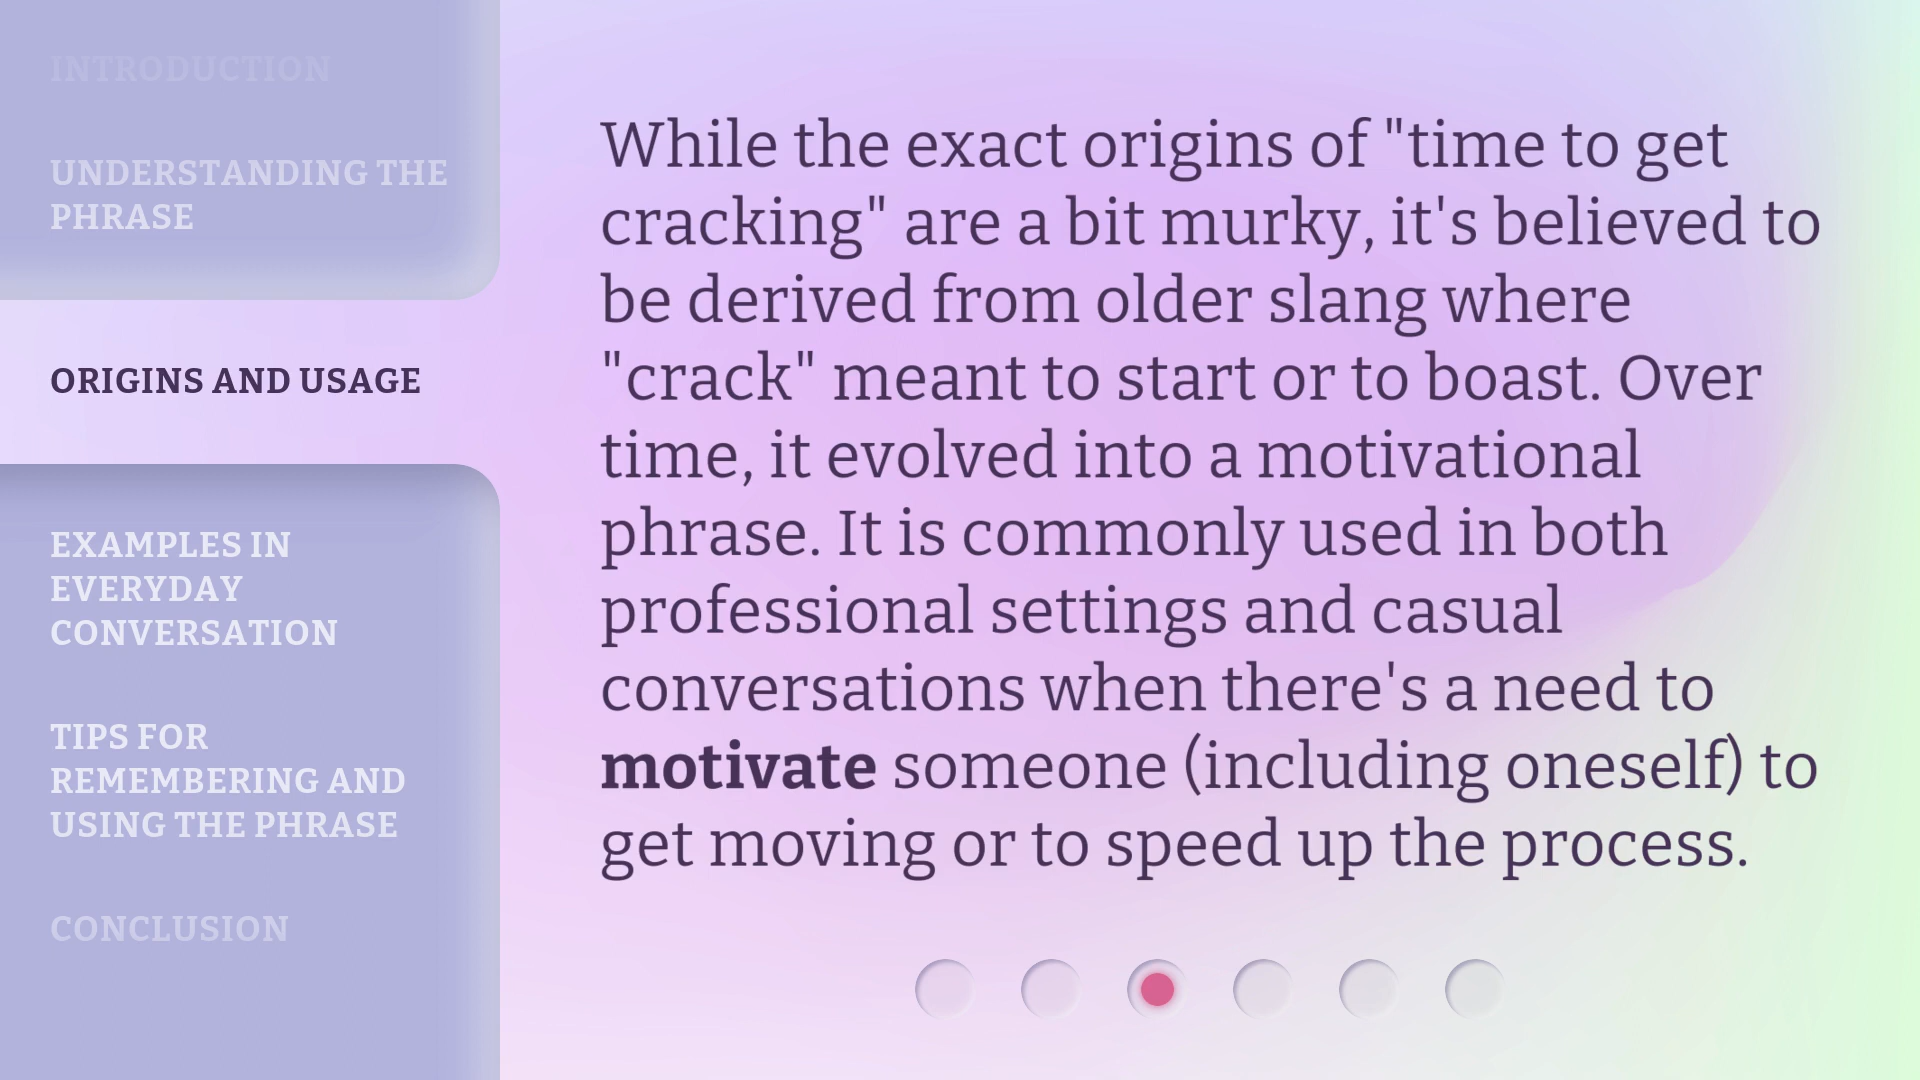 INTRODUCTION
UNDERSTANDING THE
PHRASE
ORIGINS AND USAGE
EXAMPLES IN
EVERYDAY
CONVERSATION
TIPS FOR
REMEMBERING AND
USING THE PHRASE
CONCLUSION
While the exact origins of "time to get
cracking" are a bit murky, it's believed to
be derived from older slang where
"crack" meant to start or to boast. Over
time, it evolved into a motivational
phrase. It is commonly used in both
professional settings and casual
conversations when there's a need to
motivate someone (including oneself) to
get moving or to speed up the process.